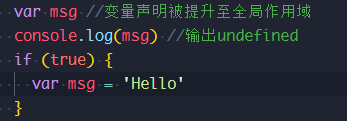 var msg //变量声明被提升至全局作用域
console.log(msg) //输出undefined
if (true) {
  var msg = 'Hello'
}